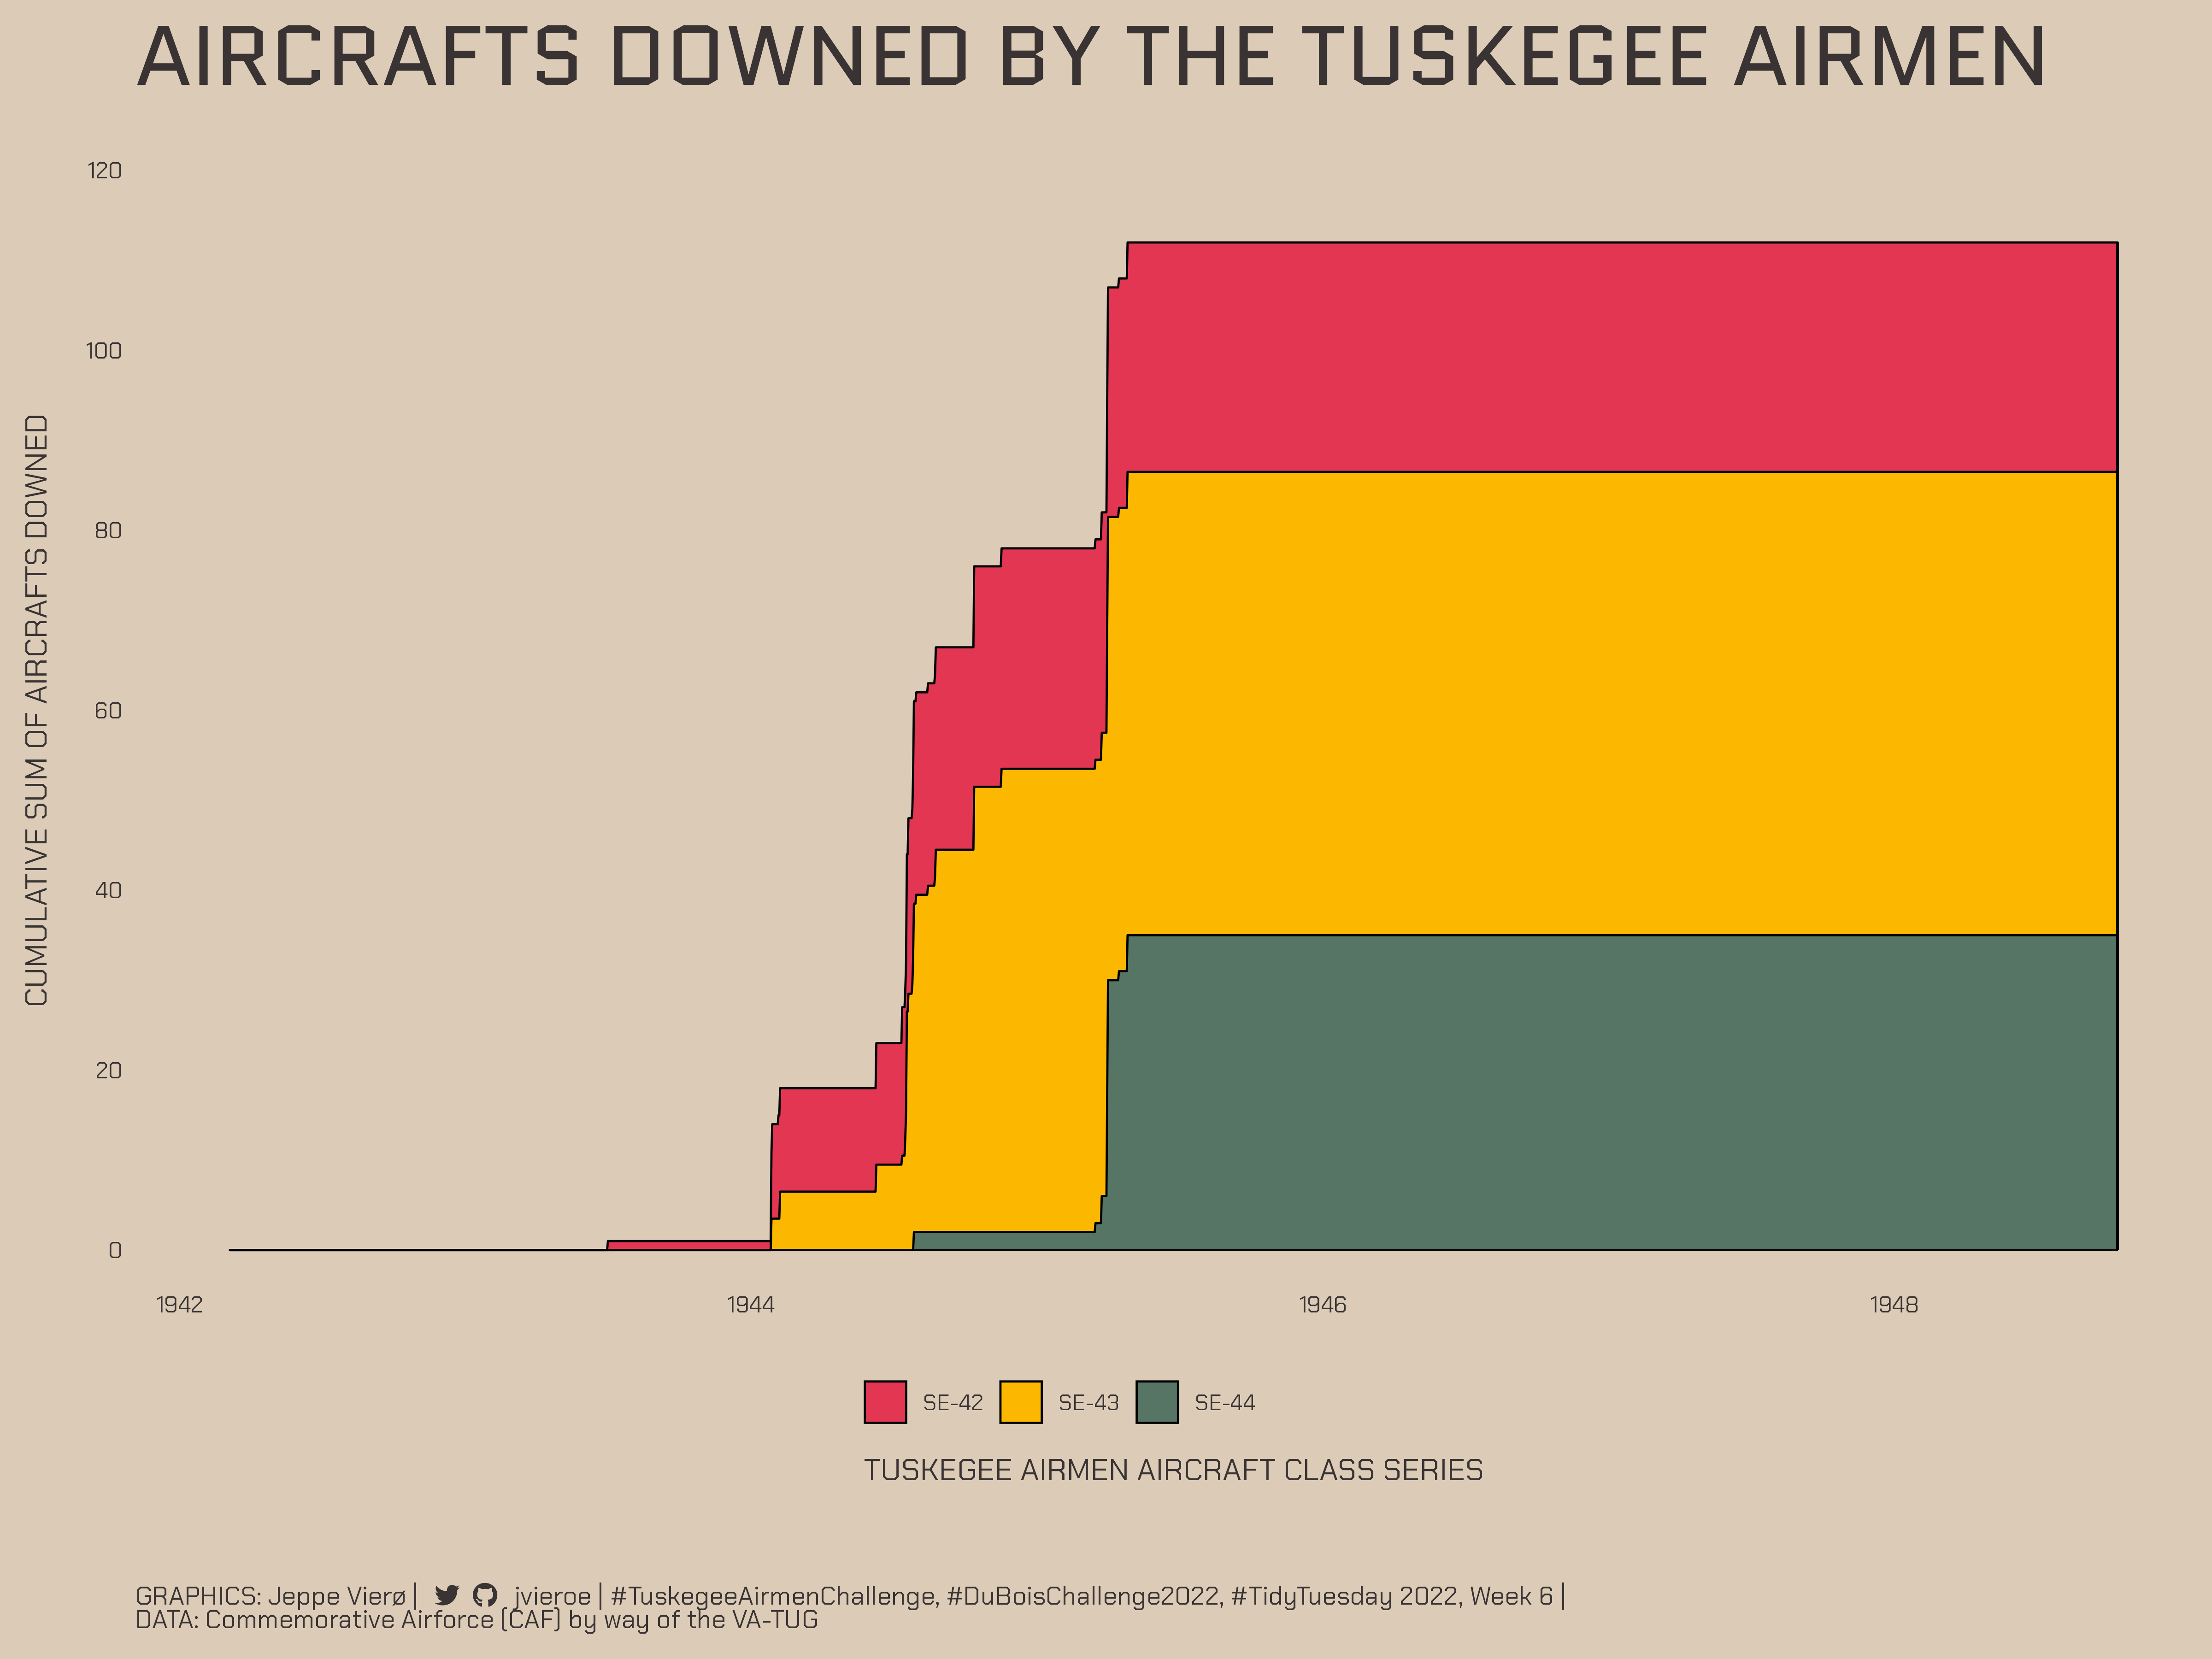 AIRCRAFTS DOWNED BY THE TUSKEGEE AIRMEN
CUMULATIVE SUM OF AIRCRAFTS DOWNED
120
100
80
60
40
20
0
1942 1944 1946 1948
SE-42 SE-43 SE-44
TUSKEGEE AIRMEN AIRCRAFT CLASS SERIES
GRAPHICS: Jeppe Vierø | jvieroe | #TuskegeeAirmenChallenge, #DuBoisChallenge2022, #TidyTuesday 2022, Week 6 |
DATA: Commemorative Airforce (CAF) by way of the VA-TUG